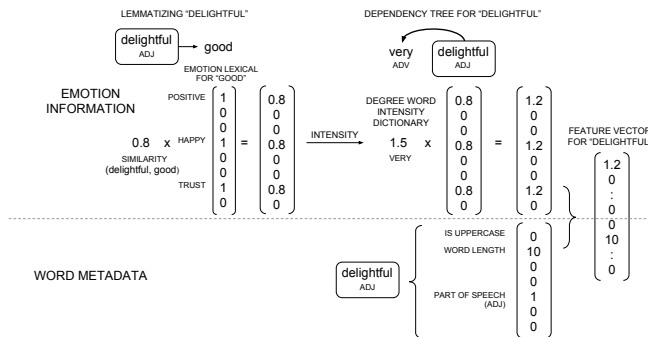 LEMMATIZING “DELIGHTFUL”
delightful
ADJ
good
DEPENDENCY TREE FOR “DELIGHTFUL”
very
ADV
delightful
ADJ
EMOTION
INFORMATION
EMOTION LEXICAL
FOR “GOOD”
POSITIVE
HAPPY
TRUST
0.8 x
SIMILARITY
(delightful, good)
1
0
0
1
0
0
1
0
=
0.8
0
0
0.8
0
0
0.8
0
INTENSITY
DEGREE WORD
INTENSITY
DICTIONARY
1.5 x
VERY
0.8
0
0
0.8
0
0
0.8
0
=
1.2
0
0
1.2
0
0
1.2
0
FEATURE VECTOR
FOR “DELIGHTFUL
1.2
0
:
0
0
10
:
0
WORD METADATA
delightful
ADJ
IS UPPERCASE
WORD LENGTH
PART OF SPEECH
(ADJ)
0
10
0
0
1
0
0